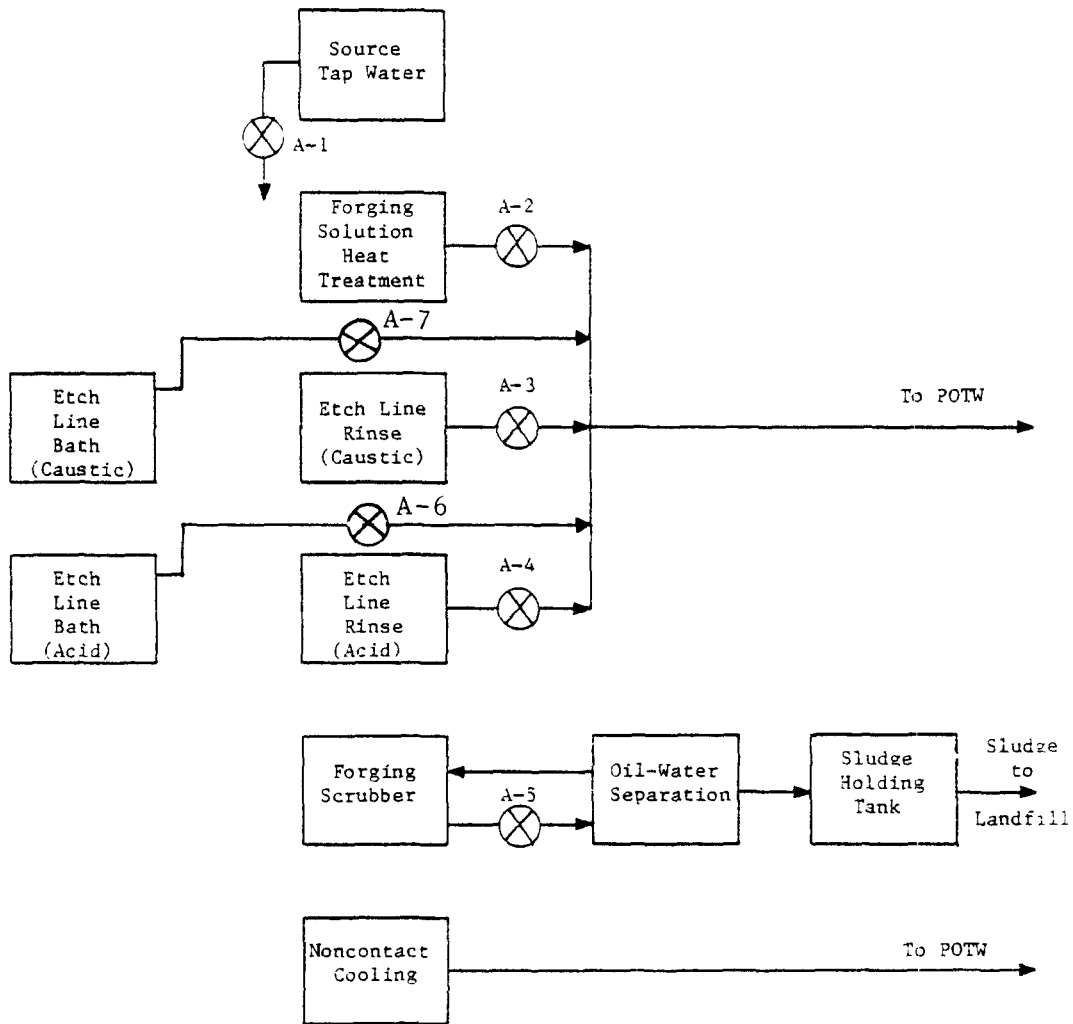 Source
Tap Water
A-1
Forging
Solution
Heat
Treatment
A-2
A-7
Etch
Line
Bath
(Caustic)
Etch Line
Rinse
(Caustic)
A-3
To POTW
A-6
Etch
Line
Bath
(Acid)
Etch
Line
Rinse
(Acid)
A-4
Forging
Scrubber
A-5
Oil-Water
Separation
Sludge
Holding
Tank
Sludge
to
Landfill
Noncontact
Cooling
To POTW